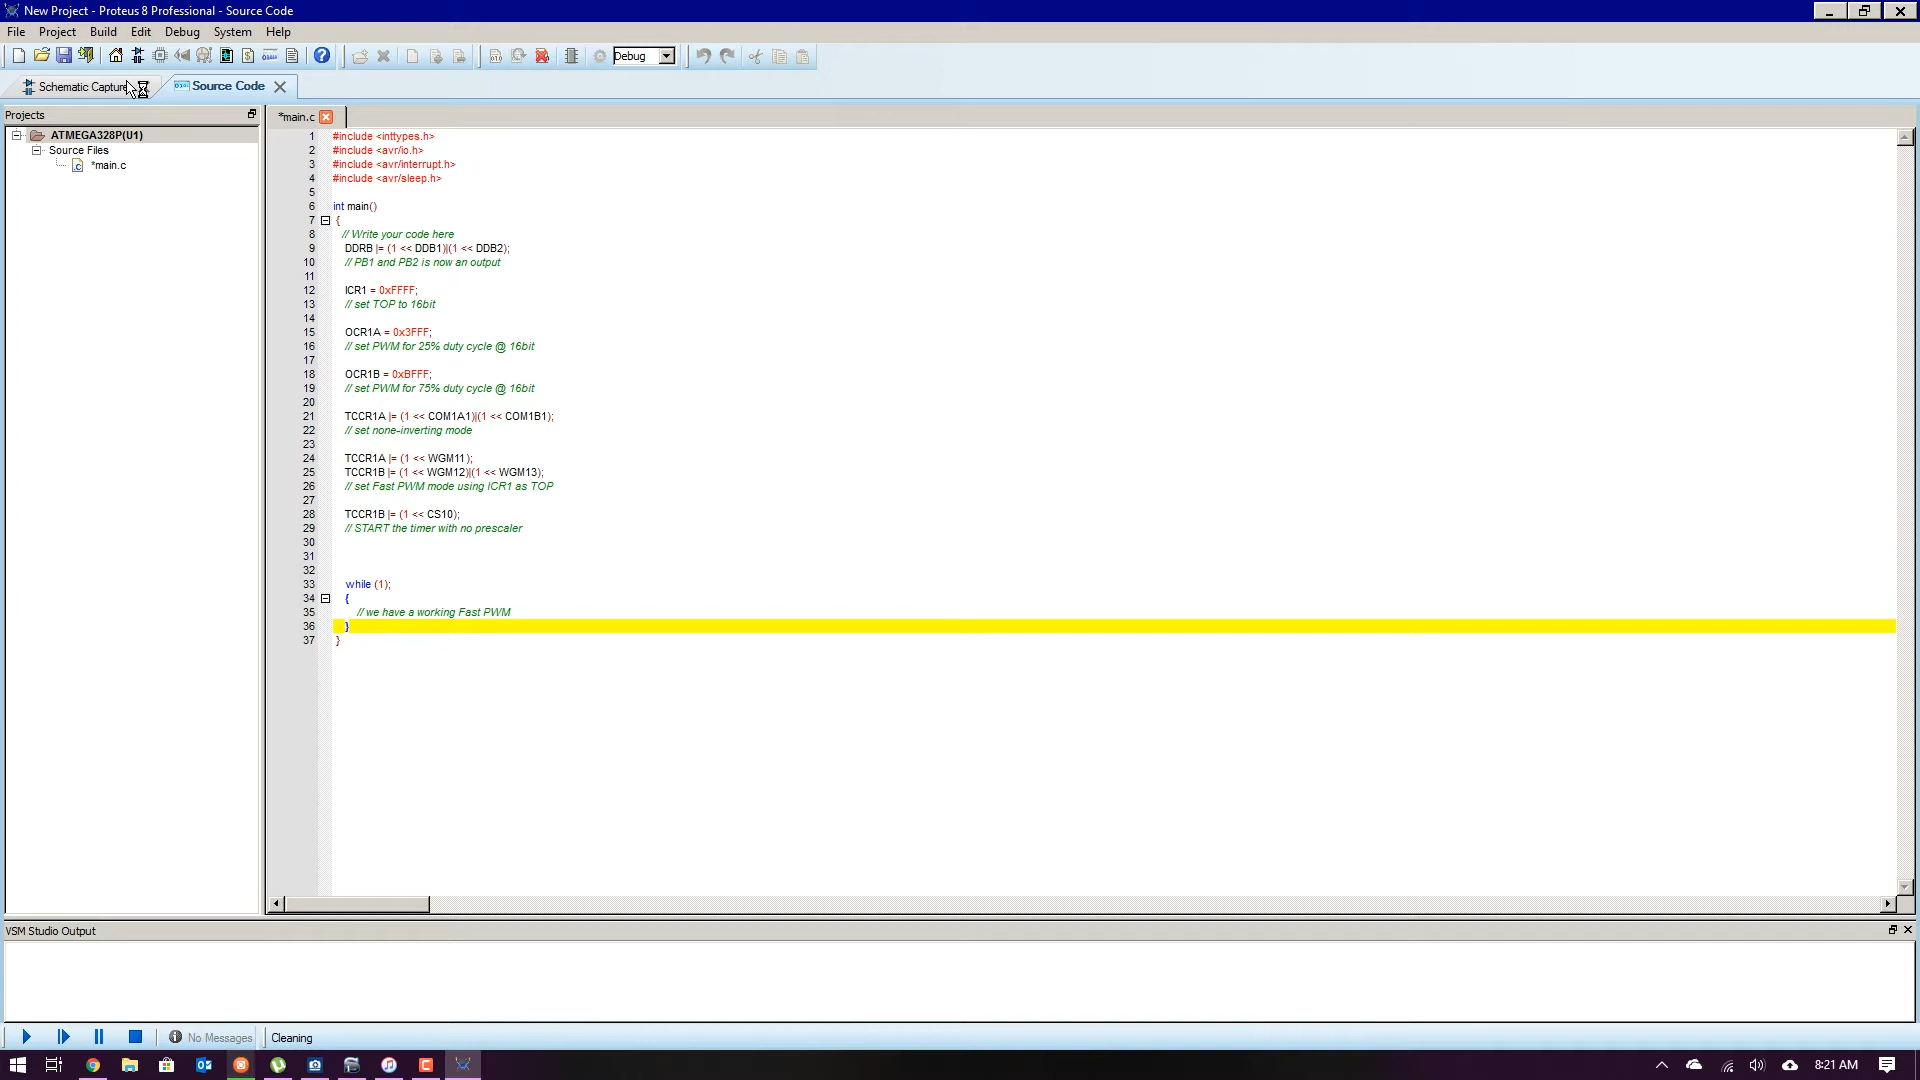 New Project - Proteus 8 Professional - Source Code
File Project Build Edit Debug System Help
Debug
Schematic Capture Source Code
Projects
ATMEGA328P(U1)
Source Files
*main.c
*main.c
1 #include <inttypes.h>
2 #include <avr/io.h>
3 #include <avr/interrupt.h>
4 #include <avr/sleep.h>
5
6 int main()
7 {
8 // Write your code here
9 DDRB |= (1 << DDB1)|(1 << DDB2);
10 // PB1 and PB2 is now an output
11
12 ICR1 = 0xFFFF;
13 // set TOP to 16bit
14
15 OCR1A = 0x3FFF;
16 // set PWM for 25% duty cycle @ 16bit
17
18 OCR1B = 0xBFFF;
19 // set PWM for 75% duty cycle @ 16bit
20
21 TCCR1A |= (1 << COM1A1)|(1 << COM1B1);
22 // set none-inverting mode
23
24 TCCR1A |= (1 << WGM11);
25 TCCR1B |= (1 << WGM12)|(1 << WGM13);
26 // set Fast PWM mode using ICR1 as TOP
27
28 TCCR1B |= (1 << CS10);
29 // START the timer with no prescaler
30
31
32
33 while (1);
34 {
35 // we have a working Fast PWM
36 }
37 }
VSM Studio Output
No Messages Cleaning
8:21 AM